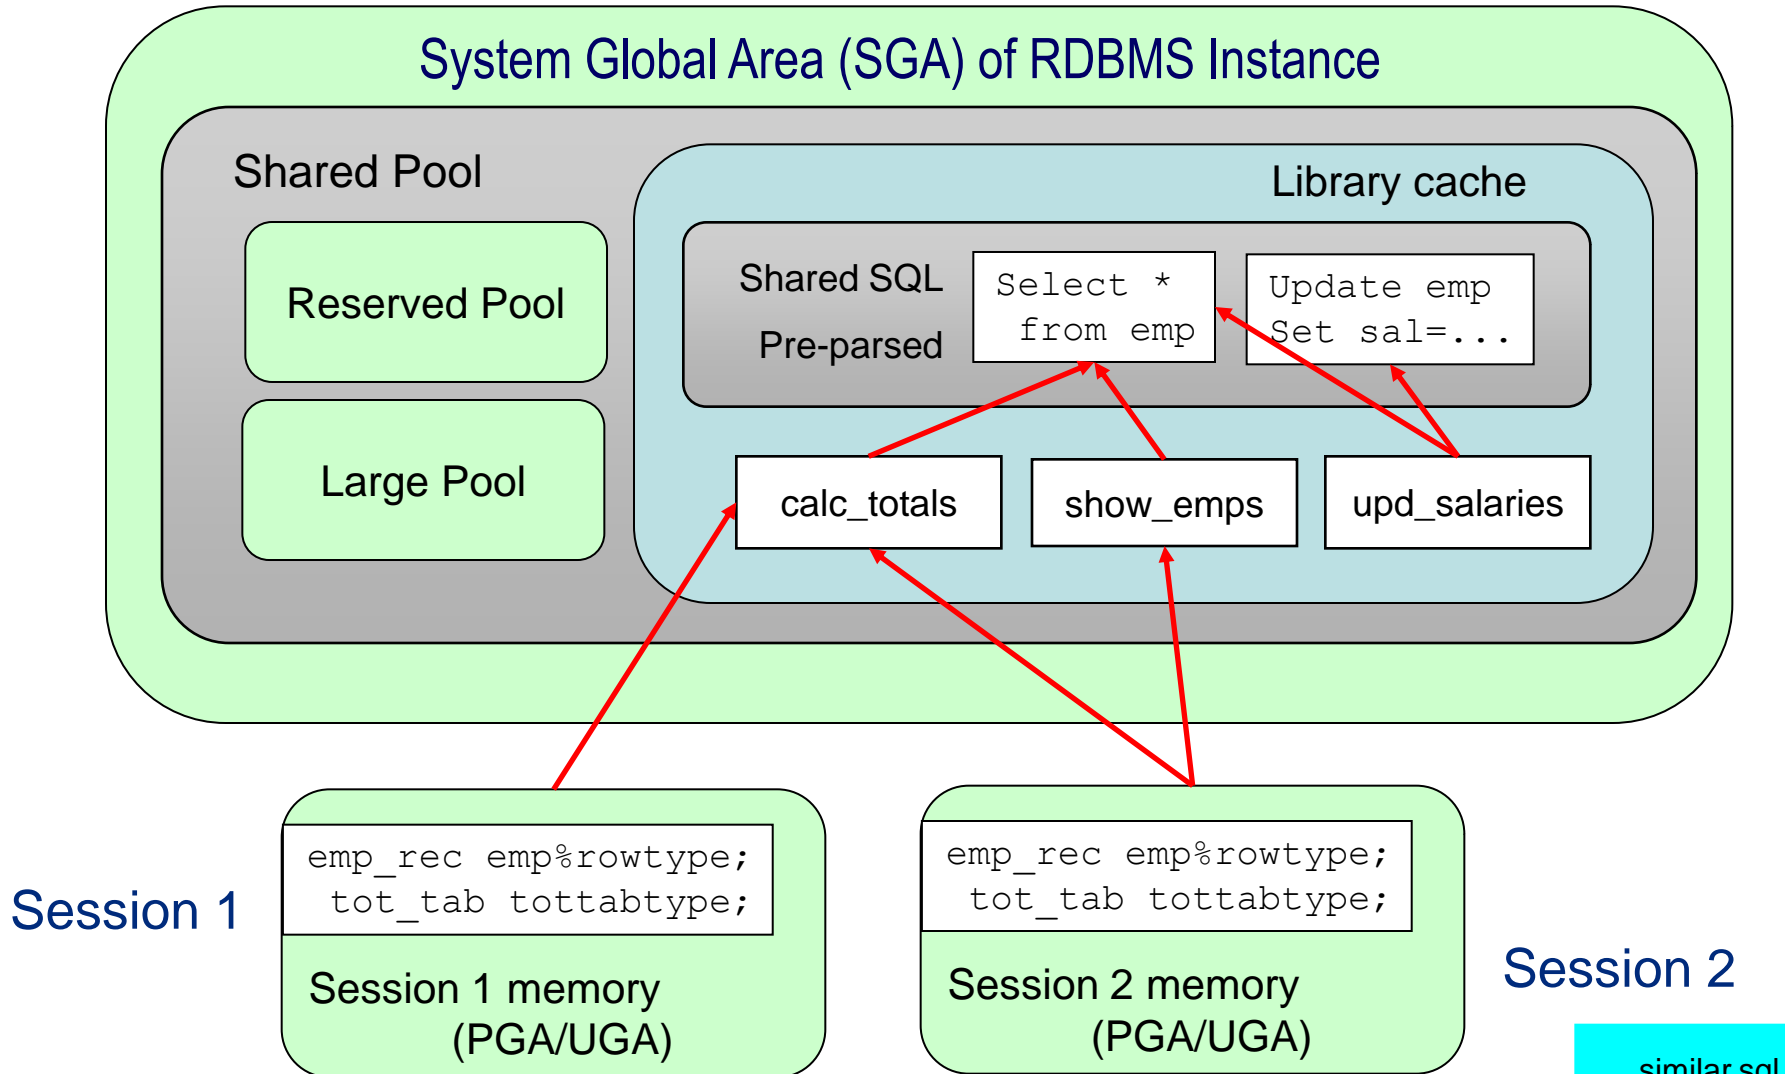 System Global Area (SGA) of RDBMS Instance
Shared Pool
Library cache
Reserved Pool
Large Pool
Shared SQL
Pre-parsed
Select *
from emp
Update emp
Set sal=...
calc_totals
show_emps
upd_salaries
Session 1
emp_rec emp%rowtype;
tot_tab tottabtype;
Session 1 memory
(PGA/UGA)
emp_rec emp%rowtype;
tot_tab tottabtype;
Session 2 memory
(PGA/UGA)
Session 2
similar.sql